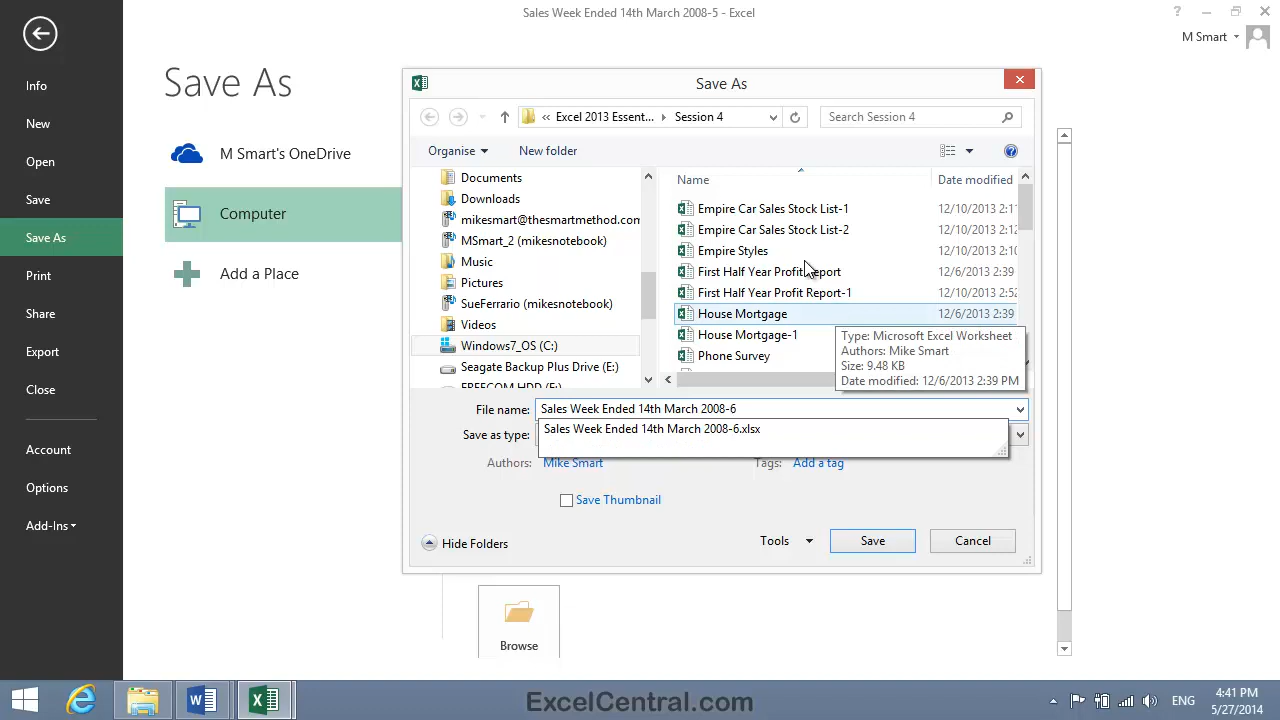 Sales Week Ended 14th March 2008-5 - Excel
?
M Smart
Info
New
Open
Save
Save As
Print
Share
Export
Close
Account
Options
Add-Ins
Save As
M Smart's OneDrive
Computer
Add a Place
Browse
Save As
« Excel 2013 Essent... Session 4
Search Session 4
Organise
New folder
Documents
Downloads
mikesmart@thesmartmethod.com
MSmart_2 (mikesnotebook)
Music
Pictures
SueFerrario (mikesnotebook)
Videos
Windows7_OS (C:)
Seagate Backup Plus Drive (E:)
FREECOM HDD (F:)
Name Date modified
Empire Car Sales Stock List-1 12/10/2013 2:11
Empire Car Sales Stock List-2 12/10/2013 2:12
Empire Styles 12/10/2013 2:10
First Half Year Profit Report 12/6/2013 2:39
First Half Year Profit Report-1 12/10/2013 2:52
House Mortgage 12/6/2013 2:39
House Mortgage-1
Phone Survey
Type: Microsoft Excel Worksheet
Authors: Mike Smart
Size: 9.48 KB
Date modified: 12/6/2013 2:39 PM
File name: Sales Week Ended 14th March 2008-6
Sales Week Ended 14th March 2008-6.xlsx
Save as type:
Authors: Mike Smart Tags: Add a tag
Save Thumbnail
Hide Folders
Tools
Save
Cancel
ExcelCentral.com
ENG
4:41 PM
5/27/2014